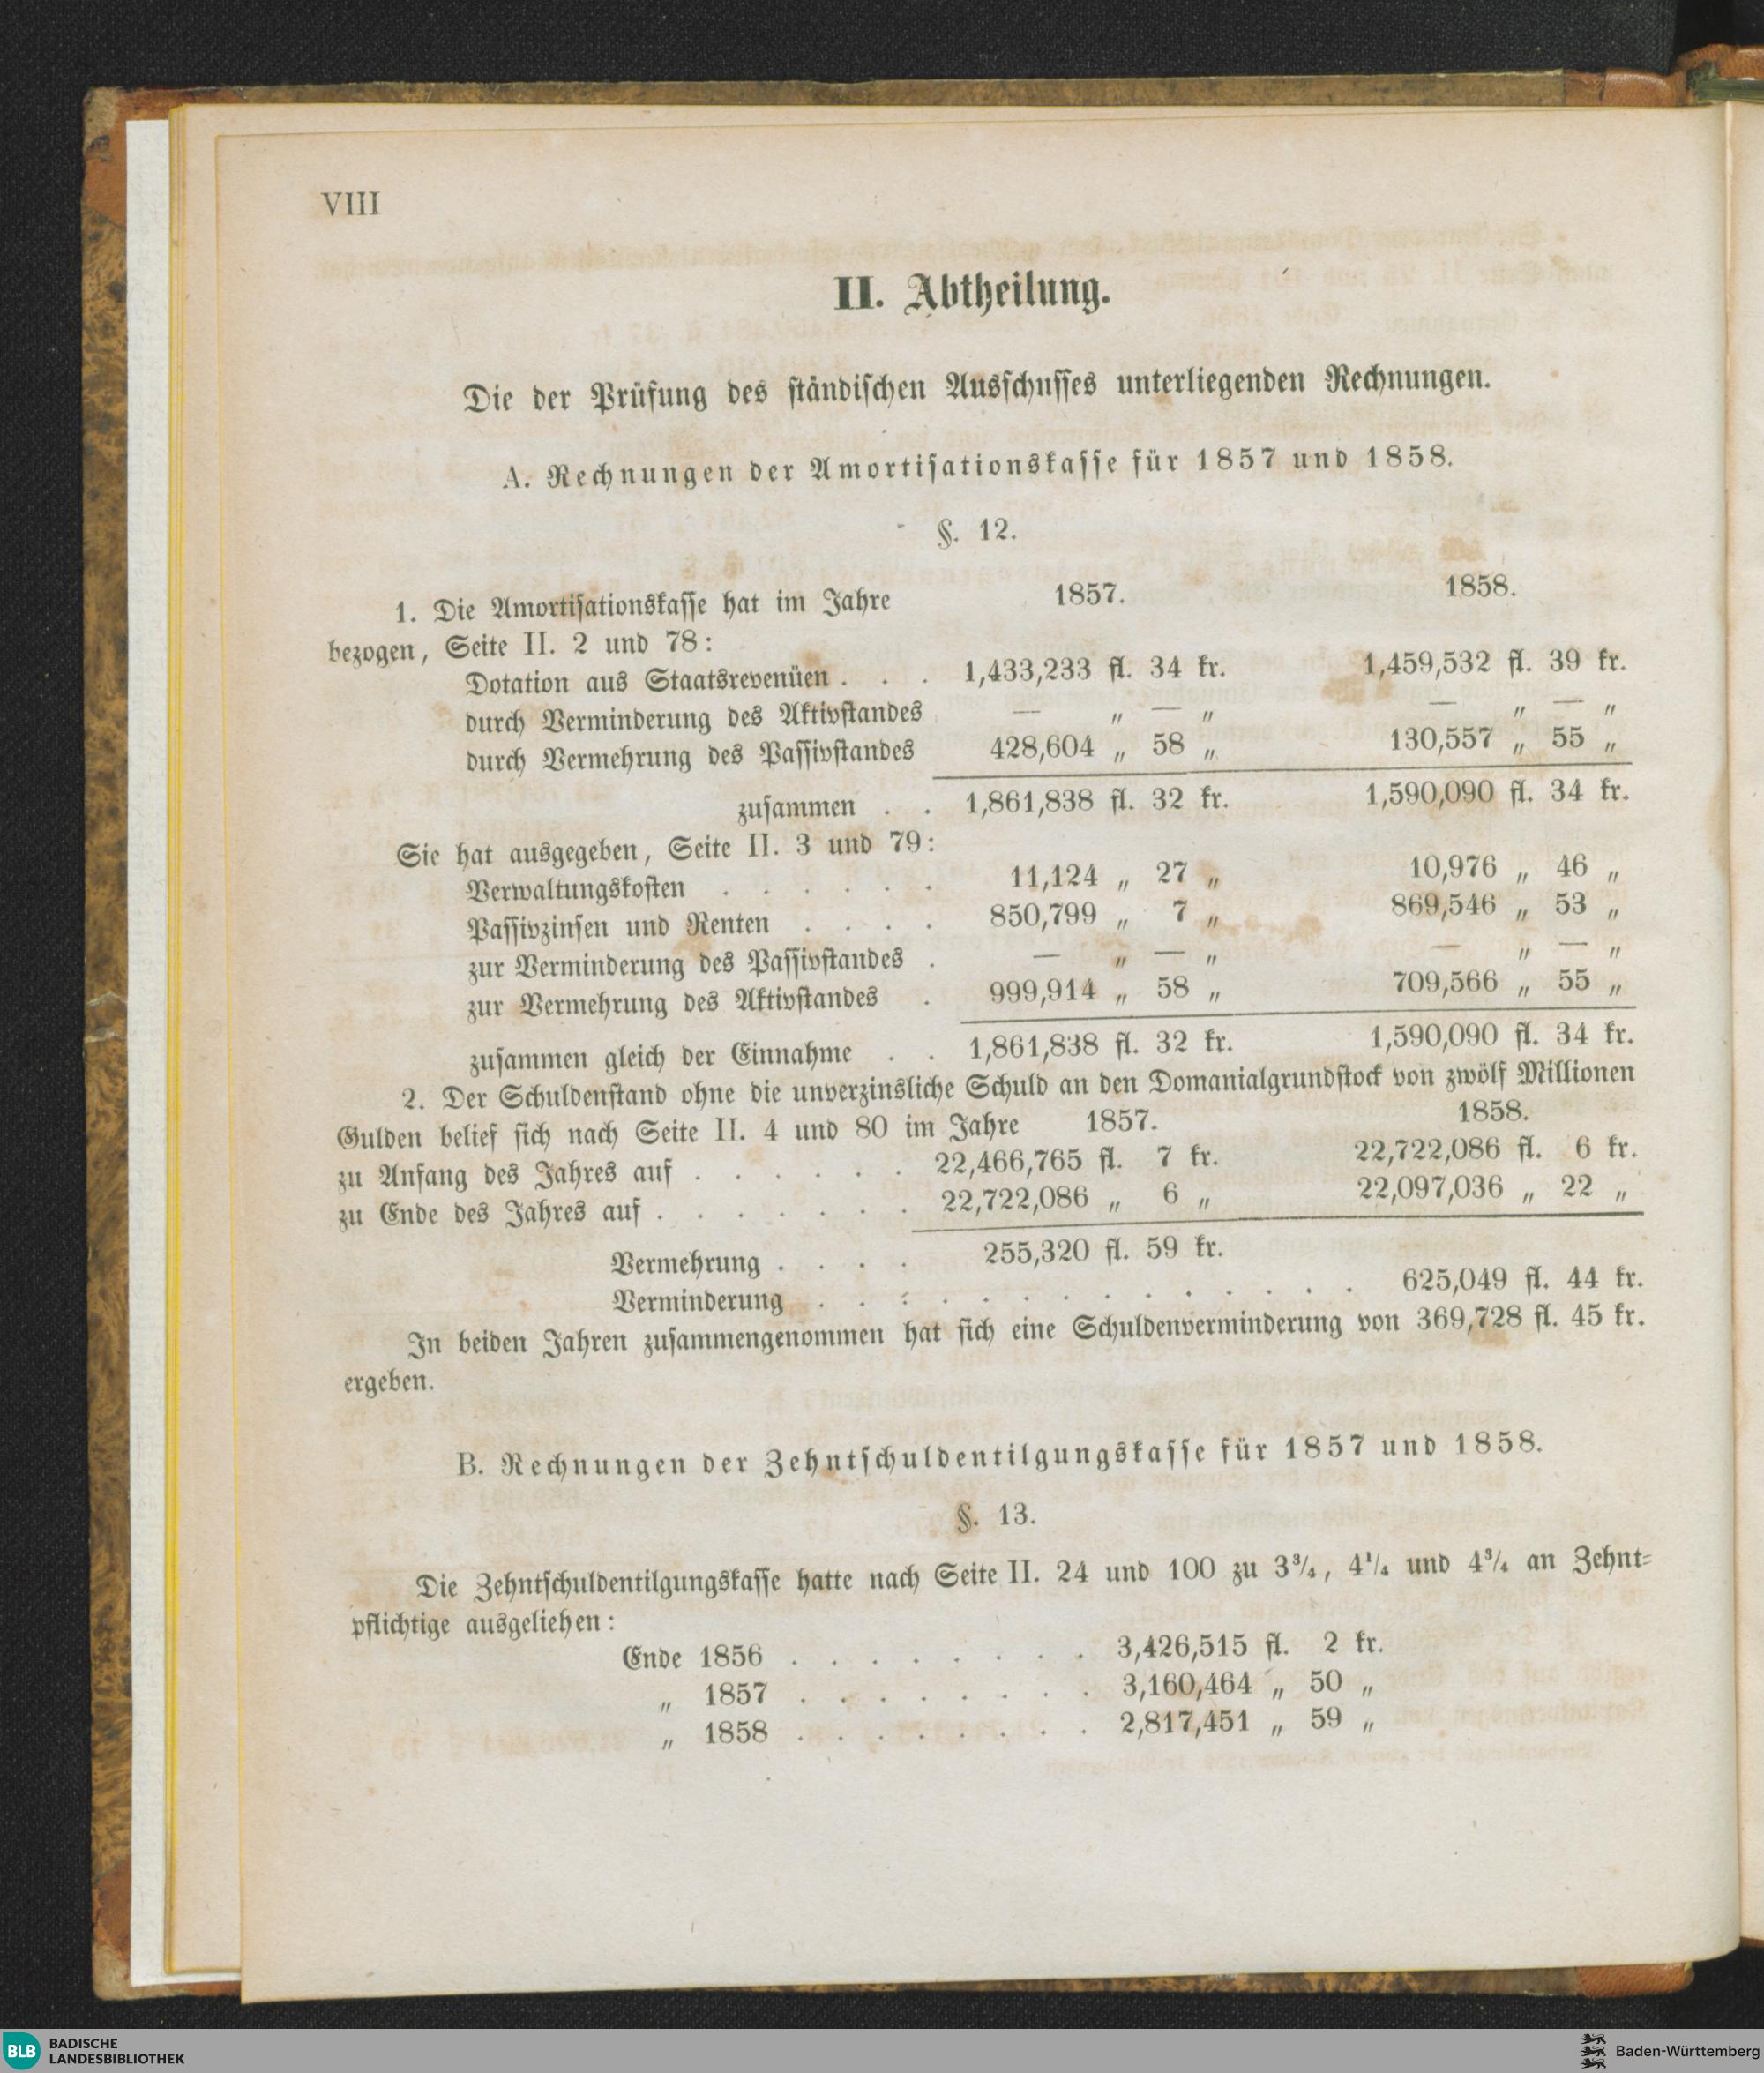 VIII
II. Abtheilung.
Die der Prüfung des ständischen Ausschusses unterliegenden Rechnungen.
A. Rechnungen der Amortisationskasse für 1857 und 1858.
§. 12.
1. Die Amortisationskasse hat im Jahre 1857. 1858.
bezogen, Seite II. 2 und 78:
Dotation aus Staatsrevenüen . . . 1,433,233 fl. 34 kr. 1,459,532 fl. 39 kr.
durch Verminderung des Aktivstandes — „ — „ — „ — „
durch Vermehrung des Passivstandes 428,604 „ 58 „ 130,557 „ 55 „
zusammen . . 1,861,838 fl. 32 kr. 1,590,090 fl. 34 kr.
Sie hat ausgegeben, Seite II. 3 und 79:
Verwaltungskosten . . . . . . 11,124 „ 27 „ 10,976 „ 46 „
Passivzinsen und Renten . . . . 850,799 „ 7 „ 869,546 „ 53 „
zur Verminderung des Passivstandes . — „ — „ — „ — „
zur Vermehrung des Aktivstandes . 999,914 „ 58 „ 709,566 „ 55 „
zusammen gleich der Einnahme . . 1,861,838 fl. 32 kr. 1,590,090 fl. 34 kr.
2. Der Schuldenstand ohne die unverzinsliche Schuld an den Domanialgrundstock von zwölf Millionen
Gulden belief sich nach Seite II. 4 und 80 im Jahre 1857. 1858.
zu Anfang des Jahres auf . . . . . . 22,466,765 fl. 7 kr. 22,722,086 fl. 6 kr.
zu Ende des Jahres auf . . . . . . . 22,722,086 „ 6 „ 22,097,036 „ 22 „
Vermehrung . . . . 255,320 fl. 59 kr.
Verminderung . . . . . . . . . . . . . . 625,049 fl. 44 kr.
In beiden Jahren zusammengenommen hat sich eine Schuldenverminderung von 369,728 fl. 45 kr.
ergeben.
B. Rechnungen der Zehntschuldentilgungskasse für 1857 und 1858.
§. 13.
Die Zehntschuldentilgungskasse hatte nach Seite II. 24 und 100 zu 3¾, 4¼ und 4¾ an Zehnt-
pflichtige ausgeliehen:
Ende 1856 . . . . . . . . 3,426,515 fl. 2 kr.
„ 1857 . . . . . . . . 3,160,464 „ 50 „
„ 1858 . . . . . . . . 2,817,451 „ 59 „
BLB BADISCHE
LANDESBIBLIOTHEK
Baden-Württemberg